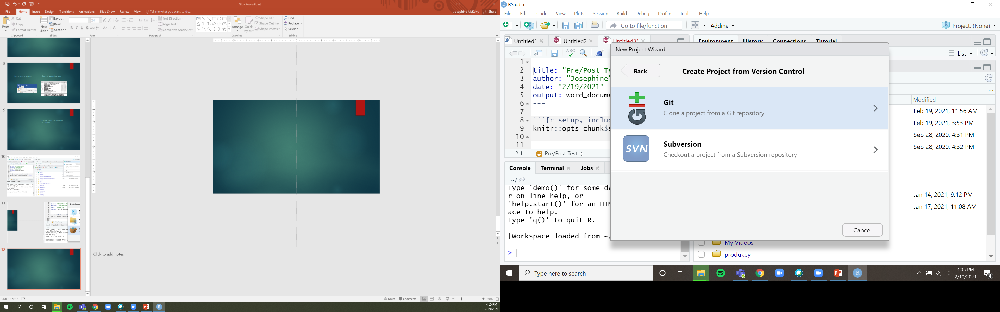 Git - PowerPoint
File Home Insert Design Transitions Animations Slide Show Review View Tell me what you want to do...
Josephine McKelvy Share
Paste
Cut
Copy
Format Painter
Clipboard
New Slide
Layout
Reset
Section
Slides
24
Font
Text Direction
Align Text
Convert to SmartArt
Paragraph
Arrange
Quick Styles
Shape Fill
Shape Outline
Shape Effects
Drawing
Find
Replace
Select
Editing
8
Save your changes
Commit your changes
9
Push your local commits
to GitHub
10
11
12
Click to add notes
Slide 12 of 12
Notes Comments 50%
4:05 PM
2/19/2021
RStudio
File Edit Code View Plots Session Build Debug Profile Tools Help
Go to file/function
Addins
Project: (None)
Untitled1
Untitled2
Untitled3*
Environment History Connections Tutorial
List
1 ---
2 title: "Pre/Post Te
3 author: "Josephine
4 date: "2/19/2021"
5 output: word_docume
6 ---
7
8 ```{r setup, includ
9 knitr::opts_chunk$s
10 ```
11
2:1 Pre/Post Test
Console Terminal Jobs
~/
Type 'demo()' for some de
r on-line help, or
'help.start()' for an HTM
ace to help.
Type 'q()' to quit R.
[Workspace loaded from ~/
>
New Project Wizard
Back
Create Project from Version Control
Git
Clone a project from a Git repository
SVN
Subversion
Checkout a project from a Subversion repository
Cancel
Modified
Feb 19, 2021, 11:56 AM
Feb 19, 2021, 3:53 PM
Sep 28, 2020, 4:31 PM
Sep 28, 2020, 4:32 PM
Jan 14, 2021, 9:12 PM
Jan 17, 2021, 11:08 AM
My Videos
produkey
Type here to search
4:05 PM
2/19/2021
4